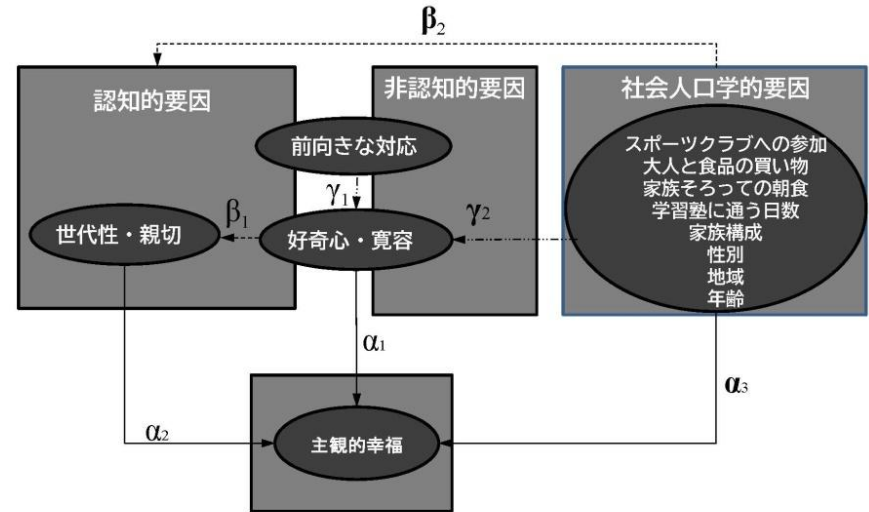 β2
認知的要因
非認知的要因
社会人口学的要因
前向きな対応
スポーツクラブへの参加
大人と食品の買い物
家族そろっての朝食
学習塾に通う日数
家族構成
性別
地域
年齢
γ1
γ2
β1
世代性・親切
好奇心・寛容
α1
α3
α2
主観的幸福